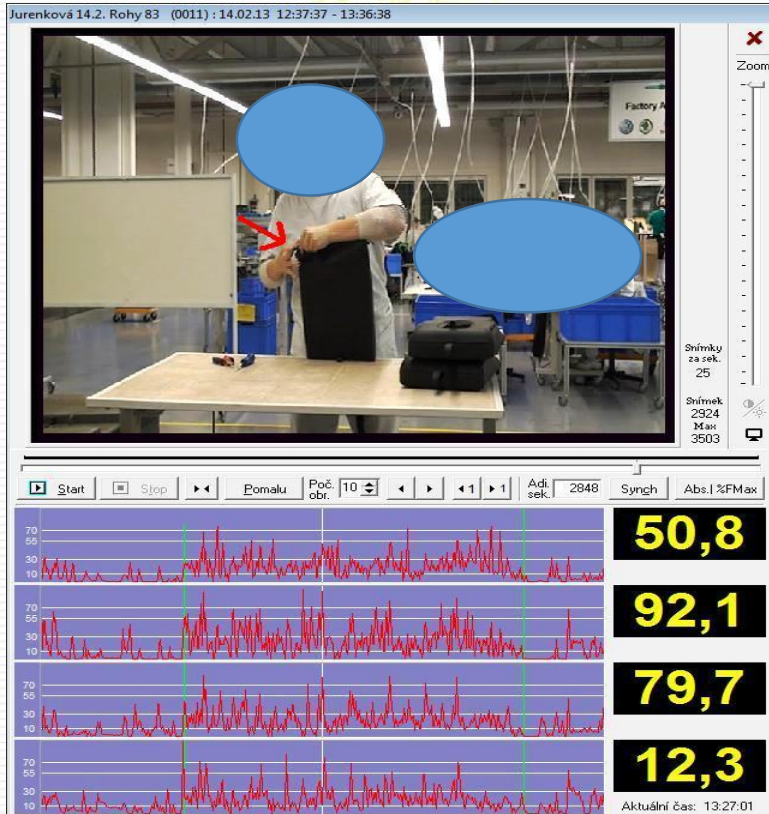 Jurenková 14.2. Rohy 83 (0011) : 14.02.13 12:37:37 - 13:36:38
Zoom
Factory A
Snímky
za sek.
25
Snímek
2924
Max
3503
Start Stop Pomalu Poč. obr. 10 1 1 Adi. sek. 2848 Synch Abs.| %FMax
70
55
30
10
50,8
70
55
30
10
92,1
70
55
30
10
79,7
70
55
30
10
12,3
Aktuální čas: 13:27:01